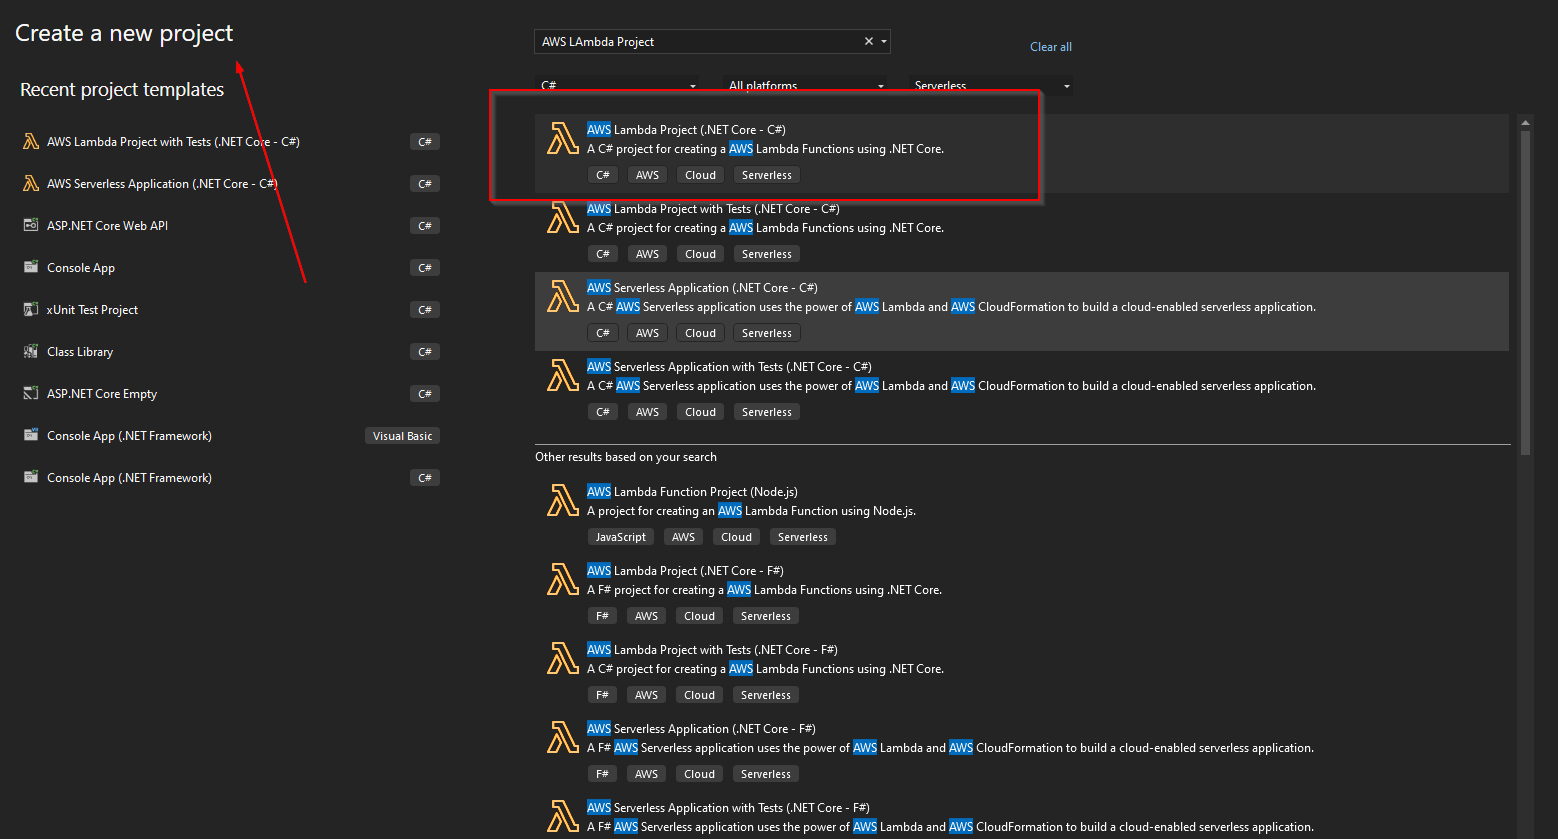 Create a new project
Recent project templates
AWS Lambda Project with Tests (.NET Core - C#)
C#
AWS Serverless Application (.NET Core - C#)
C#
ASP.NET Core Web API
C#
Console App
C#
xUnit Test Project
C#
Class Library
C#
ASP.NET Core Empty
C#
Console App (.NET Framework)
Visual Basic
Console App (.NET Framework)
C#
AWS LAmbda Project
Clear all
C# All platforms Serverless
AWS Lambda Project (.NET Core - C#)
A C# project for creating a AWS Lambda Functions using .NET Core.
C# AWS Cloud Serverless
AWS Lambda Project with Tests (.NET Core - C#)
A C# project for creating a AWS Lambda Functions using .NET Core.
C# AWS Cloud Serverless
AWS Serverless Application (.NET Core - C#)
A C# AWS Serverless application uses the power of AWS Lambda and AWS CloudFormation to build a cloud-enabled serverless application.
C# AWS Cloud Serverless
AWS Serverless Application with Tests (.NET Core - C#)
A C# AWS Serverless application uses the power of AWS Lambda and AWS CloudFormation to build a cloud-enabled serverless application.
C# AWS Cloud Serverless
Other results based on your search
AWS Lambda Function Project (Node.js)
A project for creating an AWS Lambda Function using Node.js.
JavaScript AWS Cloud Serverless
AWS Lambda Project (.NET Core - F#)
A F# project for creating a AWS Lambda Functions using .NET Core.
F# AWS Cloud Serverless
AWS Lambda Project with Tests (.NET Core - F#)
A C# project for creating a AWS Lambda Functions using .NET Core.
F# AWS Cloud Serverless
AWS Serverless Application (.NET Core - F#)
A F# AWS Serverless application uses the power of AWS Lambda and AWS CloudFormation to build a cloud-enabled serverless application.
F# AWS Cloud Serverless
AWS Serverless Application with Tests (.NET Core - F#)
A F# AWS Serverless application uses the power of AWS Lambda and AWS CloudFormation to build a cloud-enabled serverless application.